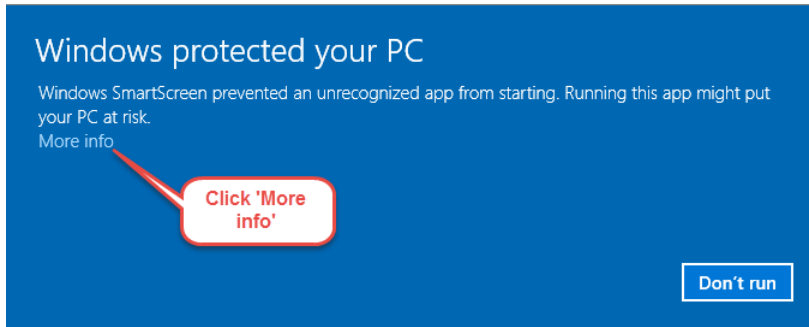 Windows protected your PC
Windows SmartScreen prevented an unrecognized app from starting. Running this app might put
your PC at risk.
More info
Click 'More
info'
Don't run